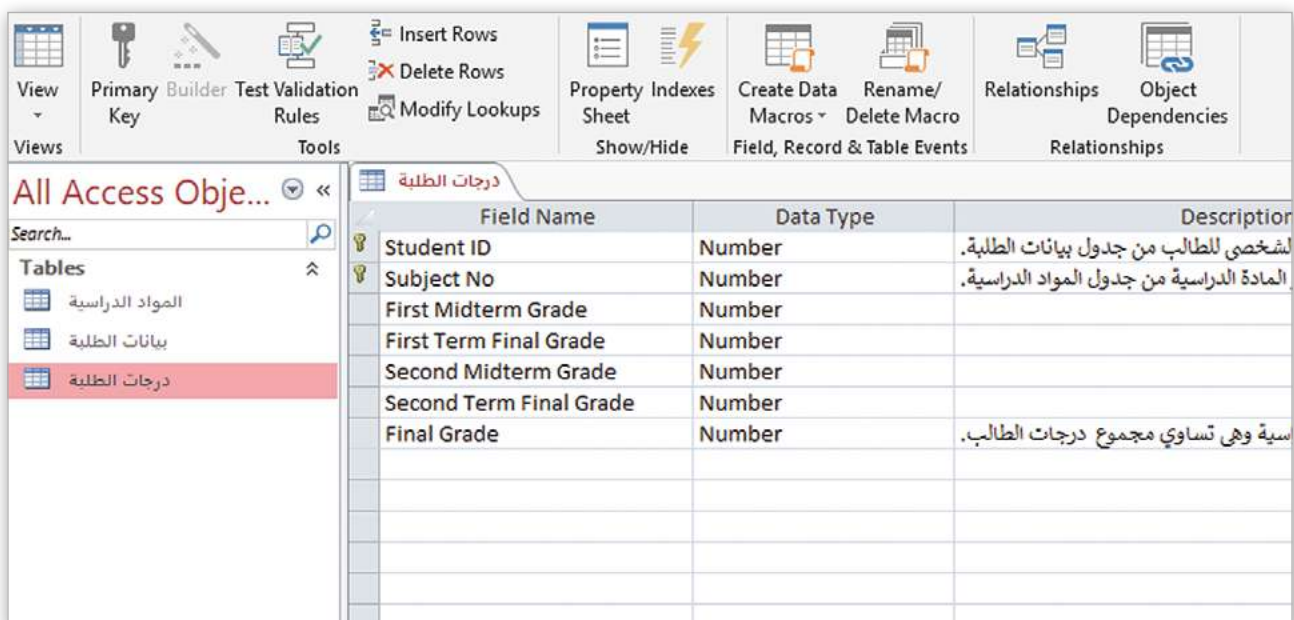 View
Views
Primary Key
Builder
Test Validation Rules
Insert Rows
Delete Rows
Modify Lookups
Tools
Property Sheet
Indexes
Show/Hide
Create Data Macros
Rename/ Delete Macro
Field, Record & Table Events
Relationships
Object Dependencies
Relationships
All Access Obje...
Search...
Tables
المواد الدراسية
بيانات الطلبة
درجات الطلبة
درجات الطلبة
Field Name Data Type Description
Student ID Number لشخصي للطالب من جدول بيانات الطلبة.
Subject No Number المادة الدراسية من جدول المواد الدراسية.
First Midterm Grade Number
First Term Final Grade Number
Second Midterm Grade Number
Second Term Final Grade Number
Final Grade Number وهي تساوي مجموع درجات الطالب.